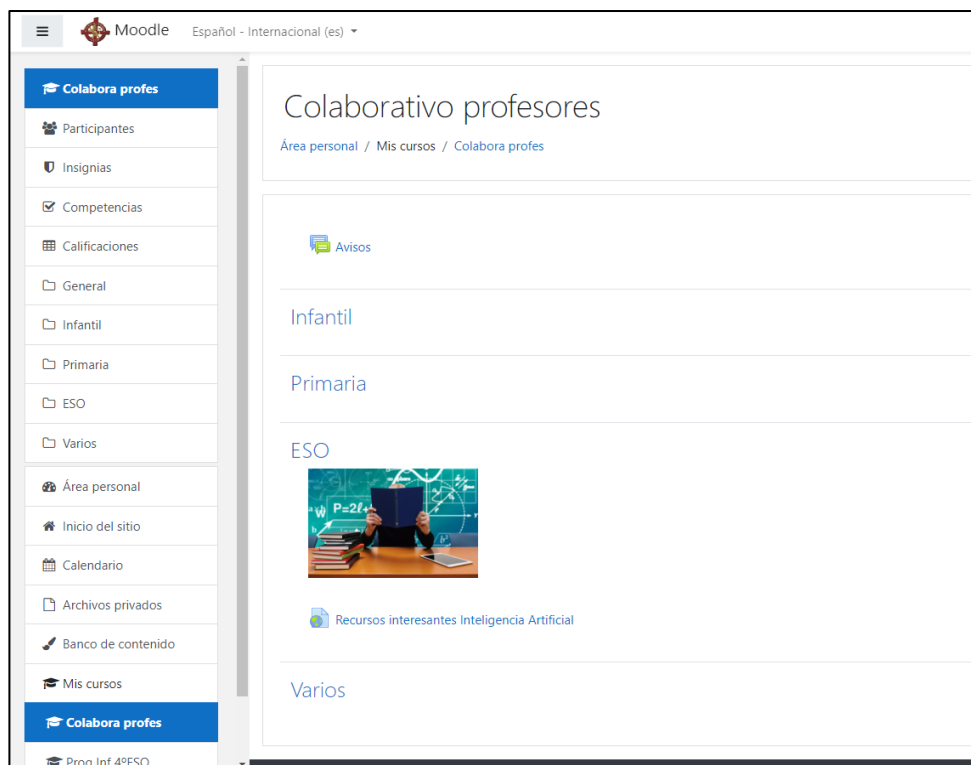 Moodle Español - Internacional (es)
Colabora profes
Participantes
Insignias
Competencias
Calificaciones
General
Infantil
Primaria
ESO
Varios
Área personal
Inicio del sitio
Calendario
Archivos privados
Banco de contenido
Mis cursos
Colabora profes
Prog Inf 4ºESO
Colaborativo profesores
Área personal / Mis cursos / Colabora profes
Avisos
Infantil
Primaria
ESO
P=2ℓ+
Recursos interesantes Inteligencia Artificial
Varios